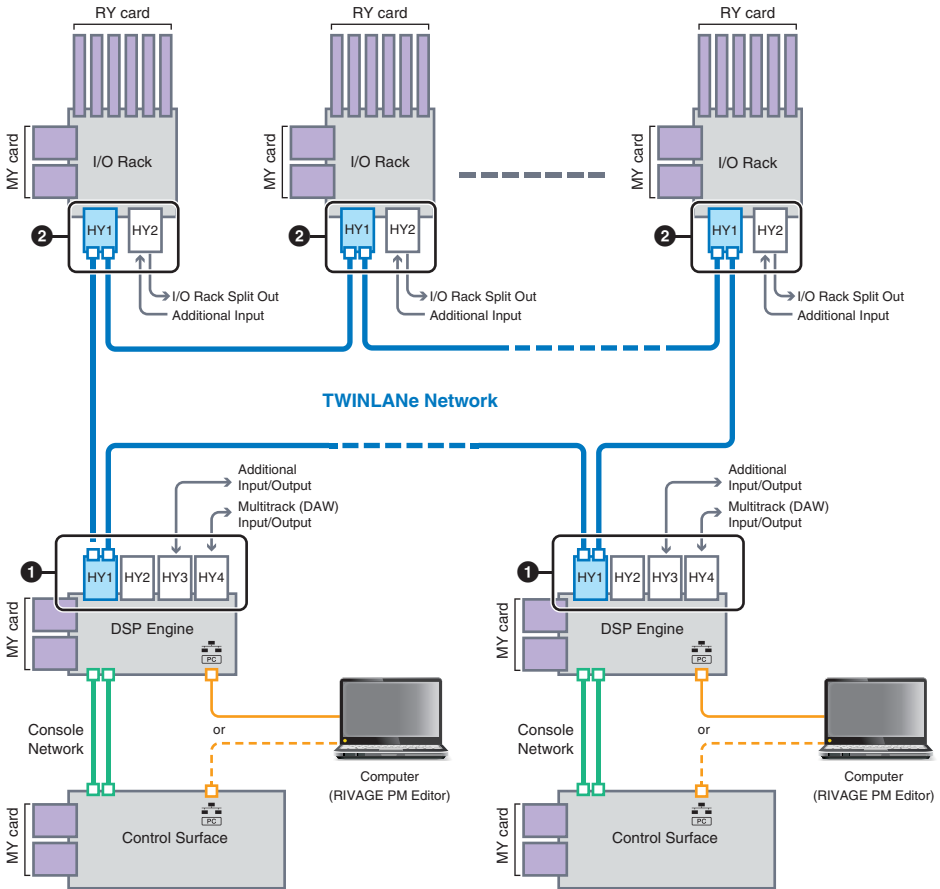 RY card
RY card
RY card
MY card
I/O Rack
MY card
I/O Rack
MY card
I/O Rack
2
HY1
HY2
2
HY1
HY2
2
HY1
HY2
I/O Rack Split Out
Additional Input
I/O Rack Split Out
Additional Input
I/O Rack Split Out
Additional Input
TWINLANe Network
Additional
Input/Output
Multitrack (DAW)
Input/Output
Additional
Input/Output
Multitrack (DAW)
Input/Output
1
HY1
HY2
HY3
HY4
1
HY1
HY2
HY3
HY4
MY card
DSP Engine
PC
MY card
DSP Engine
PC
Console
Network
or
Computer
(RIVAGE PM Editor)
Console
Network
or
Computer
(RIVAGE PM Editor)
MY card
PC
Control Surface
MY card
PC
Control Surface